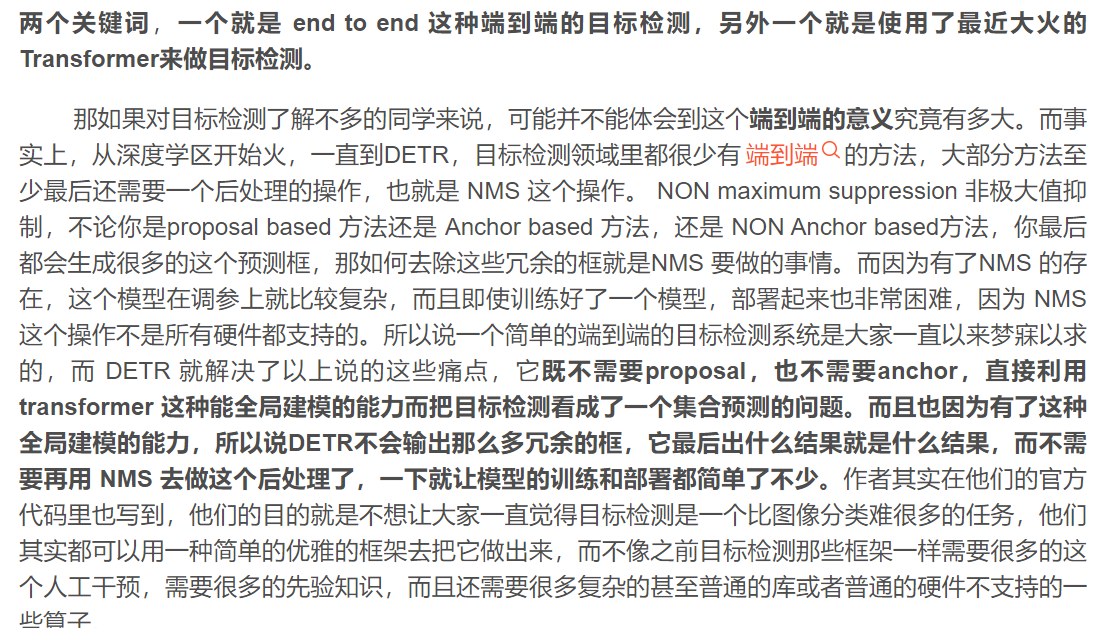 两个关键词，一个就是 end to end 这种端到端的目标检测，另外一个就是使用了最近大火的
Transformer来做目标检测。
那如果对目标检测了解不多的同学来说，可能并不能体会到这个端到端的意义究竟有多大。而事
实上，从深度学区开始火，一直到DETR，目标检测领域里都很少有 端到端 的方法，大部分方法至
少最后还需要一个后处理的操作，也就是 NMS 这个操作。 NON maximum suppression 非极大值抑
制，不论你是proposal based 方法还是 Anchor based 方法，还是 NON Anchor based方法，你最后
都会生成很多的这个预测框，那如何去除这些冗余的框就是NMS 要做的事情。而因为有了NMS 的存
在，这个模型在调参上就比较复杂，而且即使训练好了一个模型，部署起来也非常困难，因为 NMS
这个操作不是所有硬件都支持的。所以说一个简单的端到端的目标检测系统是大家一直以来梦寐以求
的，而 DETR 就解决了以上说的这些痛点，它既不需要proposal，也不需要anchor，直接利用
transformer 这种能全局建模的能力而把目标检测看成了一个集合预测的问题。而且也因为有了这种
全局建模的能力，所以说DETR不会输出那么多冗余的框，它最后出什么结果就是什么结果，而不需
要再用 NMS 去做这个后处理了，一下就让模型的训练和部署都简单了不少。作者其实在他们的官方
代码里也写到，他们的目的就是不想让大家一直觉得目标检测是一个比图像分类难很多的任务，他们
其实都可以用一种简单的优雅的框架去把它做出来，而不像之前目标检测那些框架一样需要很多的这
个人工干预，需要很多的先验知识，而且还需要很多复杂的甚至普通的库或者普通的硬件不支持的一
些算子